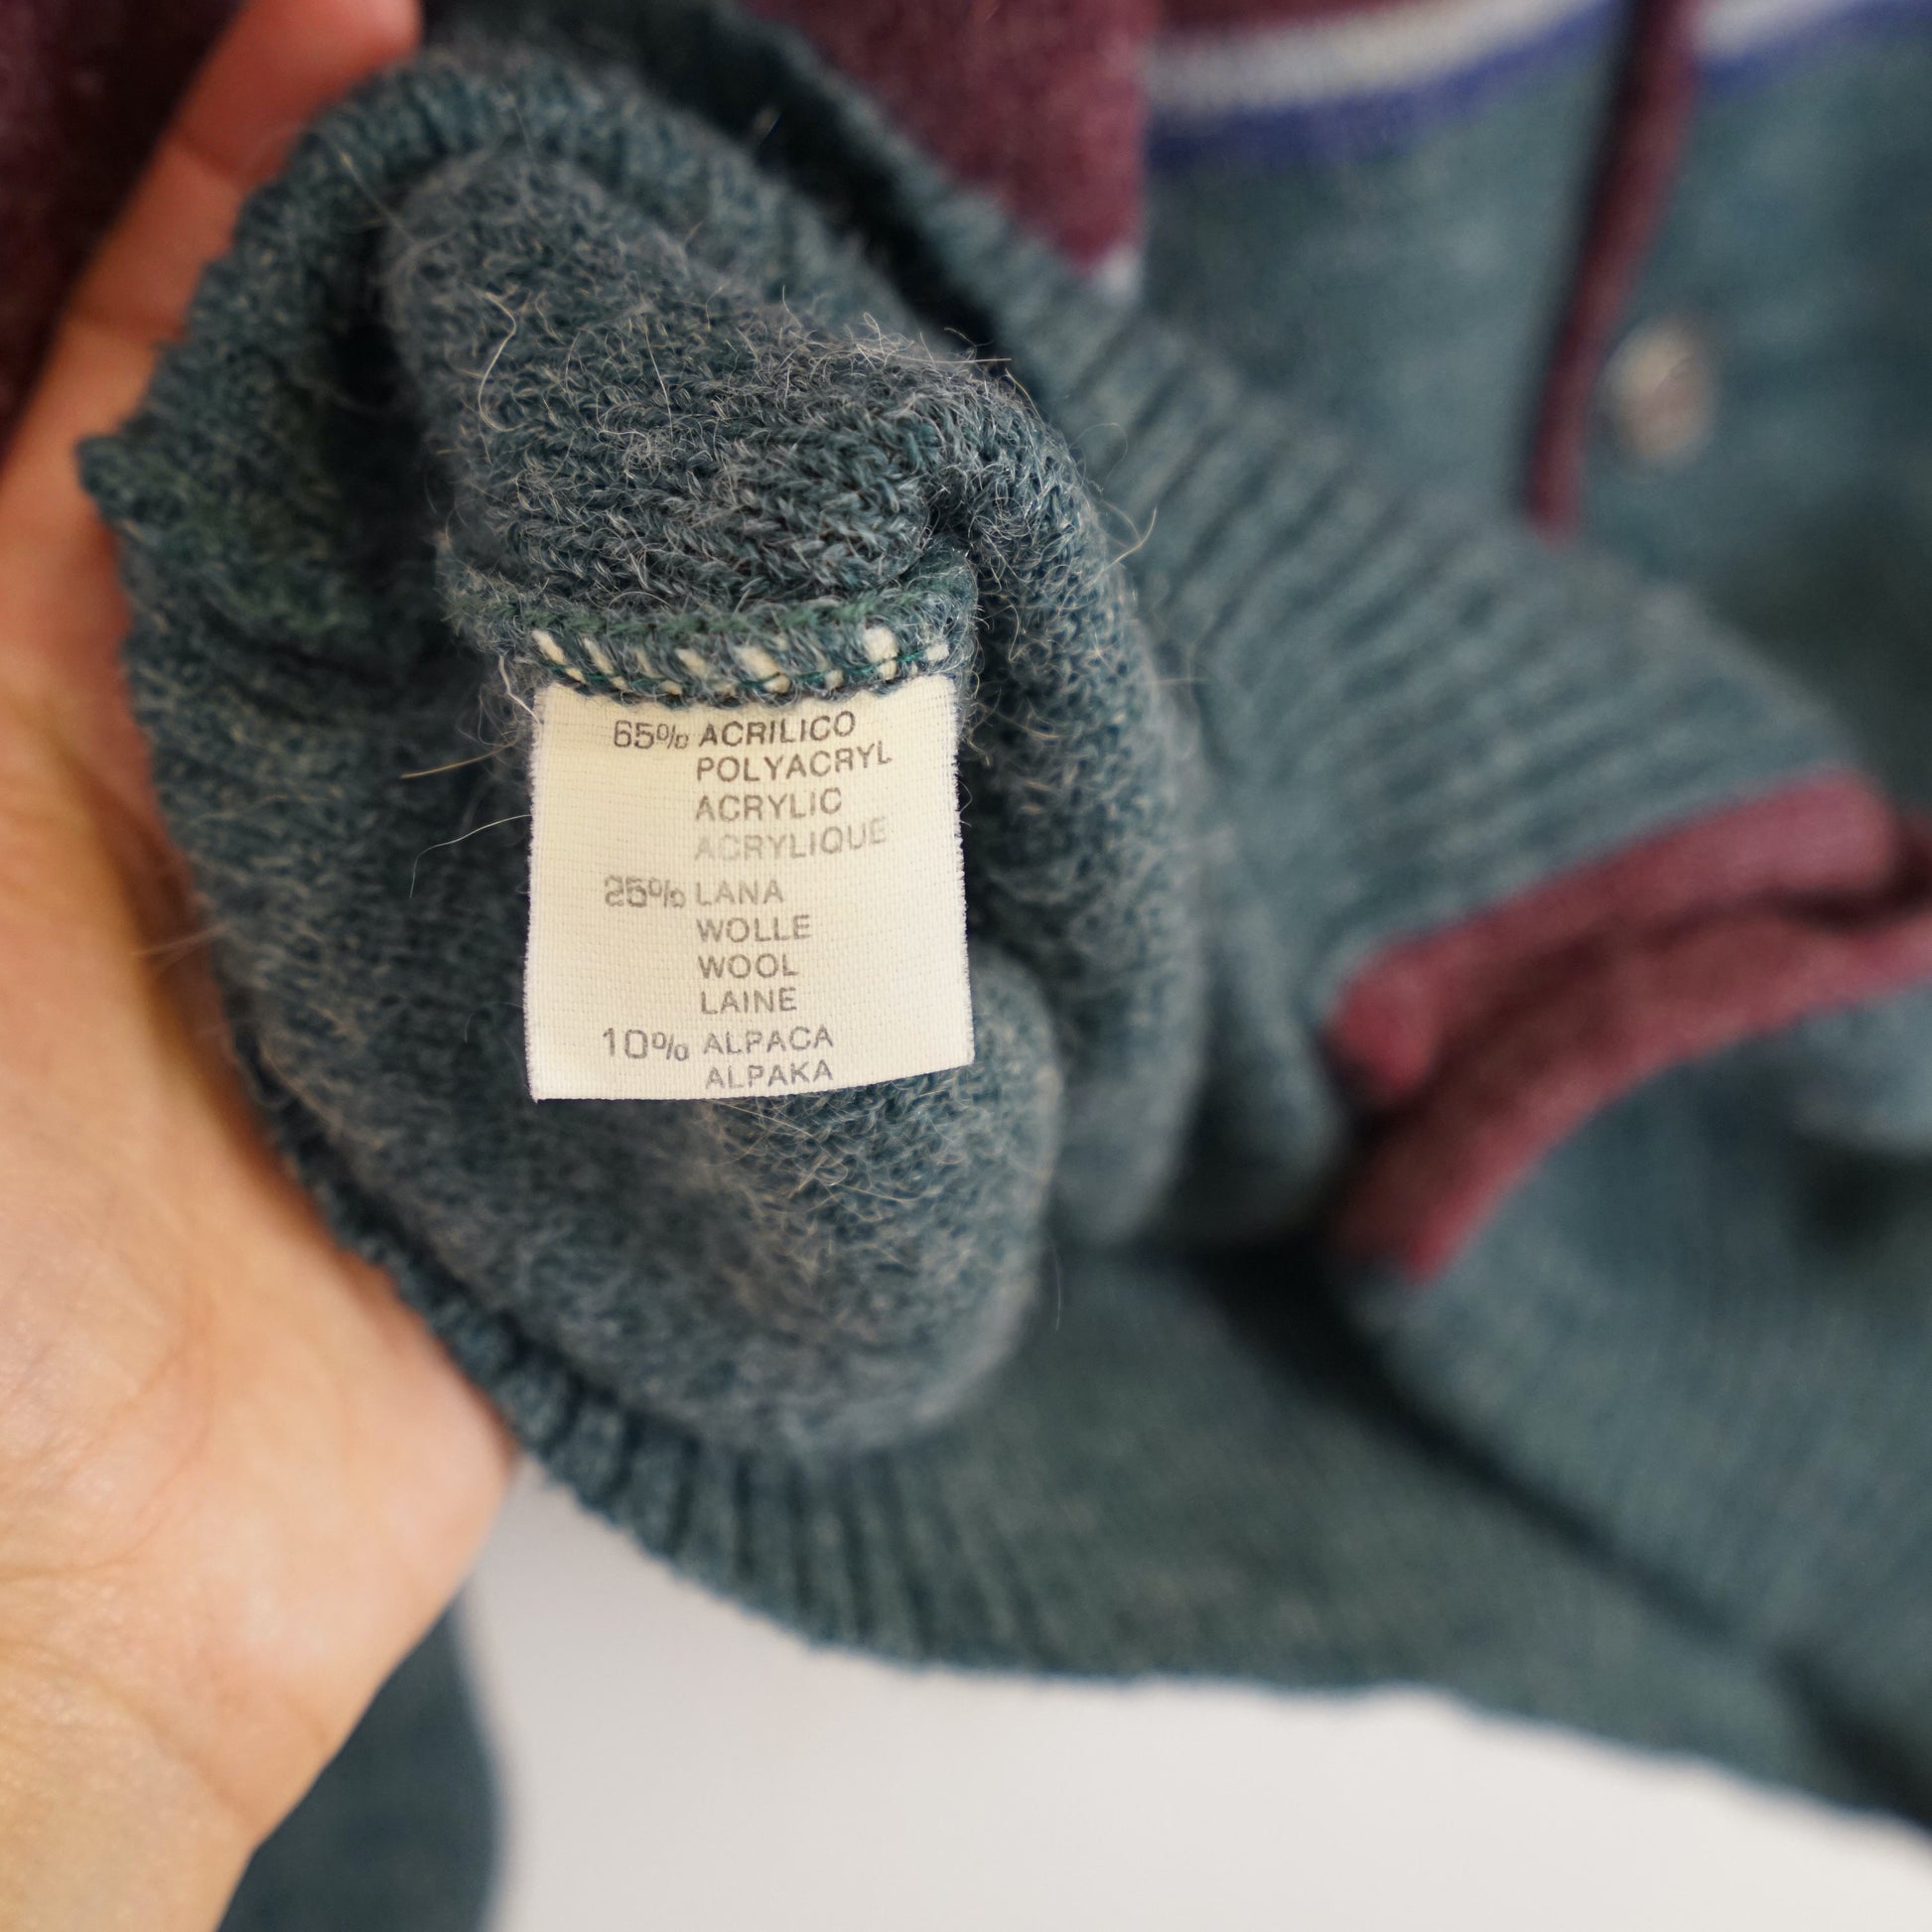 65% ACRILICO
POLYACRYL
ACRYLIC
ACRYLIQUE
25% LANA
WOLLE
WOOL
LAINE
10% ALPACA
ALPAKA